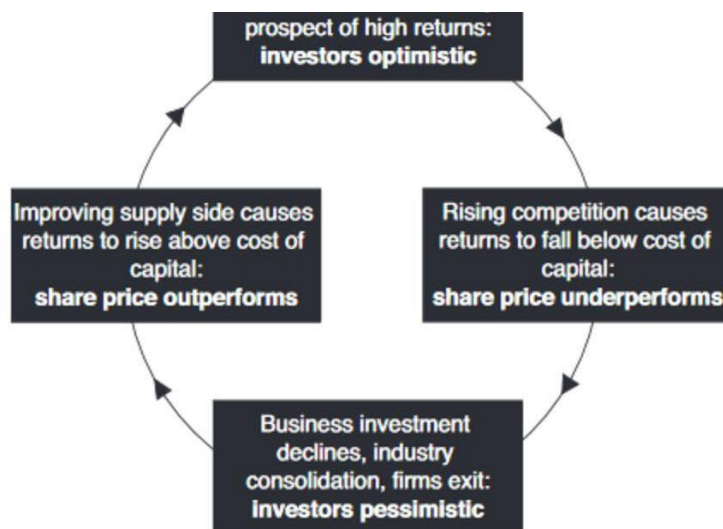 prospect of high returns:
investors optimistic
Improving supply side causes
returns to rise above cost of
capital:
share price outperforms
Rising competition causes
returns to fall below cost of
capital:
share price underperforms
Business investment
declines, industry
consolidation, firms exit:
investors pessimistic